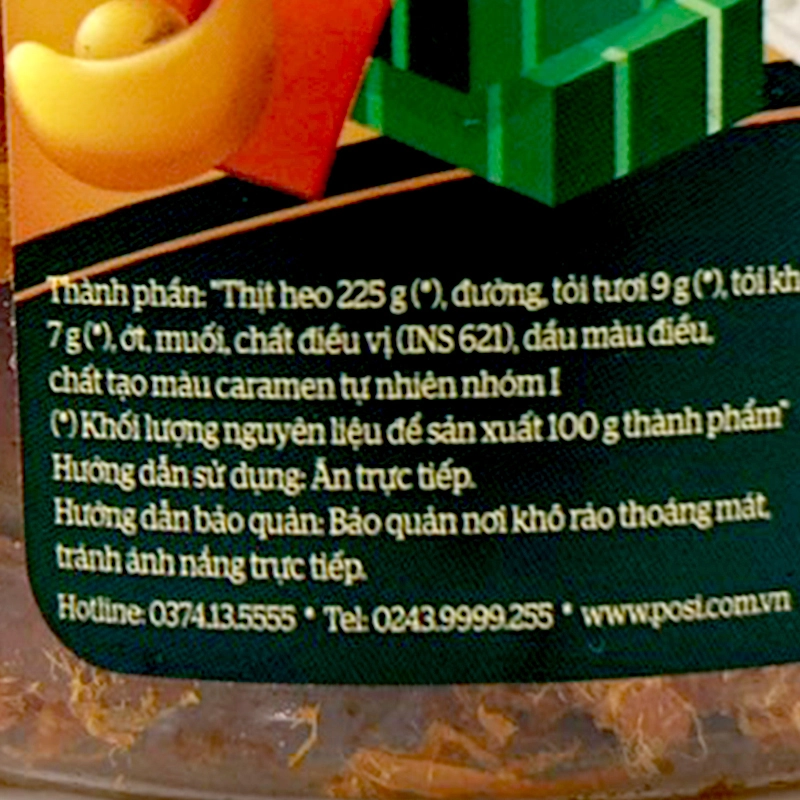 Thành phần: "Thịt heo 225 g (*), đường, tỏi tươi 9 g (*), tỏi kh
7 g (*), ớt, muối, chất điều vị (INS 621), dầu màu điều,
chất tạo màu caramen tự nhiên nhóm I
(*) Khối lượng nguyên liệu để sản xuất 100 g thành phẩm"
Hướng dẫn sử dụng: Ăn trực tiếp.
Hướng dẫn bảo quản: Bảo quản nơi khô ráo thoáng mát,
tránh ánh nắng trực tiếp.
Hotline: 0374.13.5555 * Tel: 0243.9999.255 * www.posi.com.vn